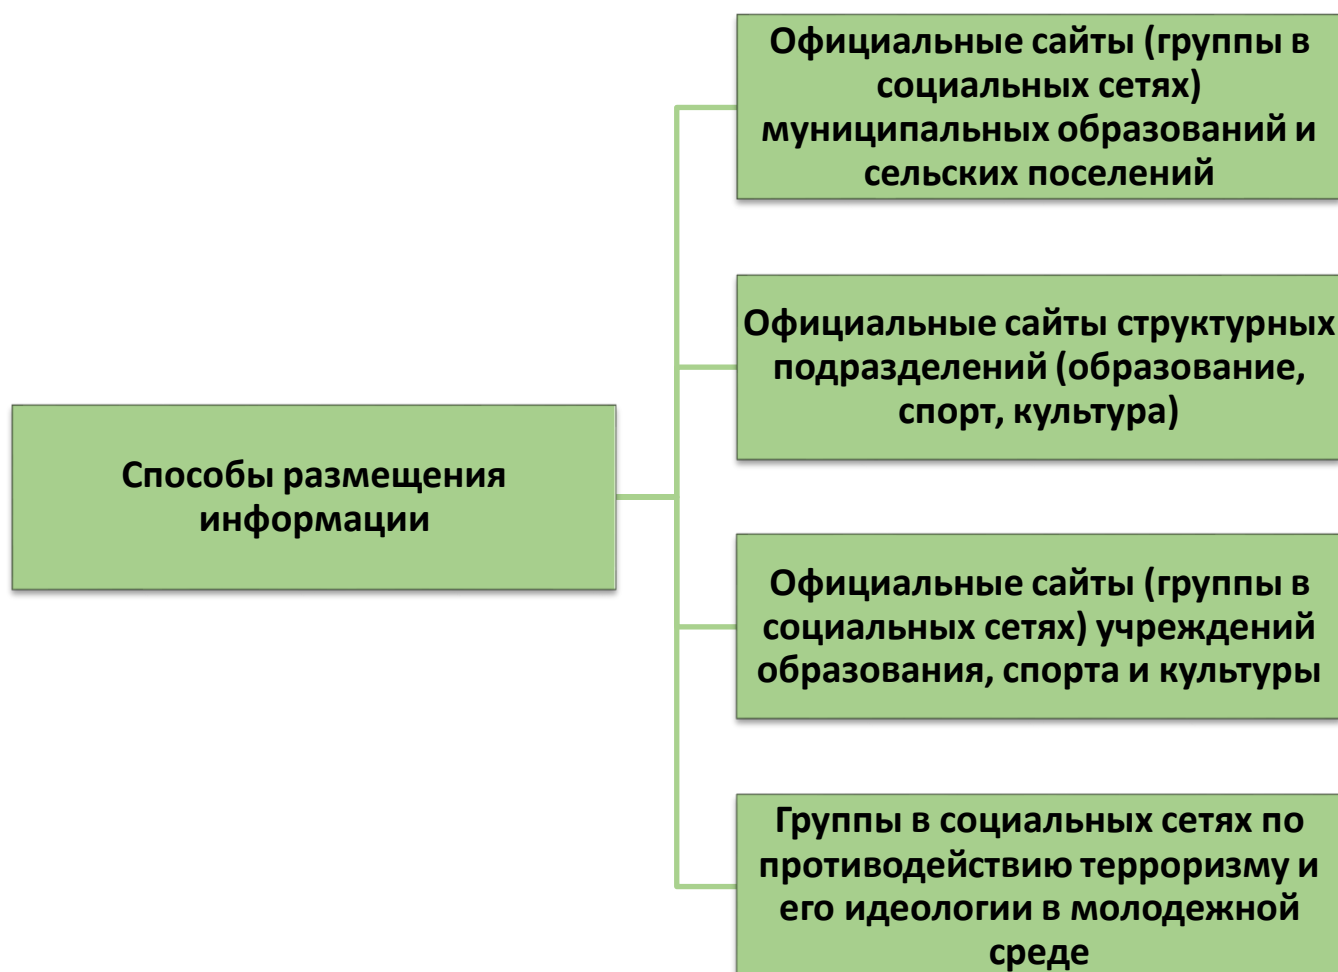 Официальные сайты (группы в
социальных сетях)
муниципальных образований и
сельских поселений
Официальные сайты структурных
подразделений (образование,
спорт, культура)
Способы размещения
информации
Официальные сайты (группы в
социальных сетях) учреждений
образования, спорта и культуры
Группы в социальных сетях по
противодействию терроризму и
его идеологии в молодежной
среде